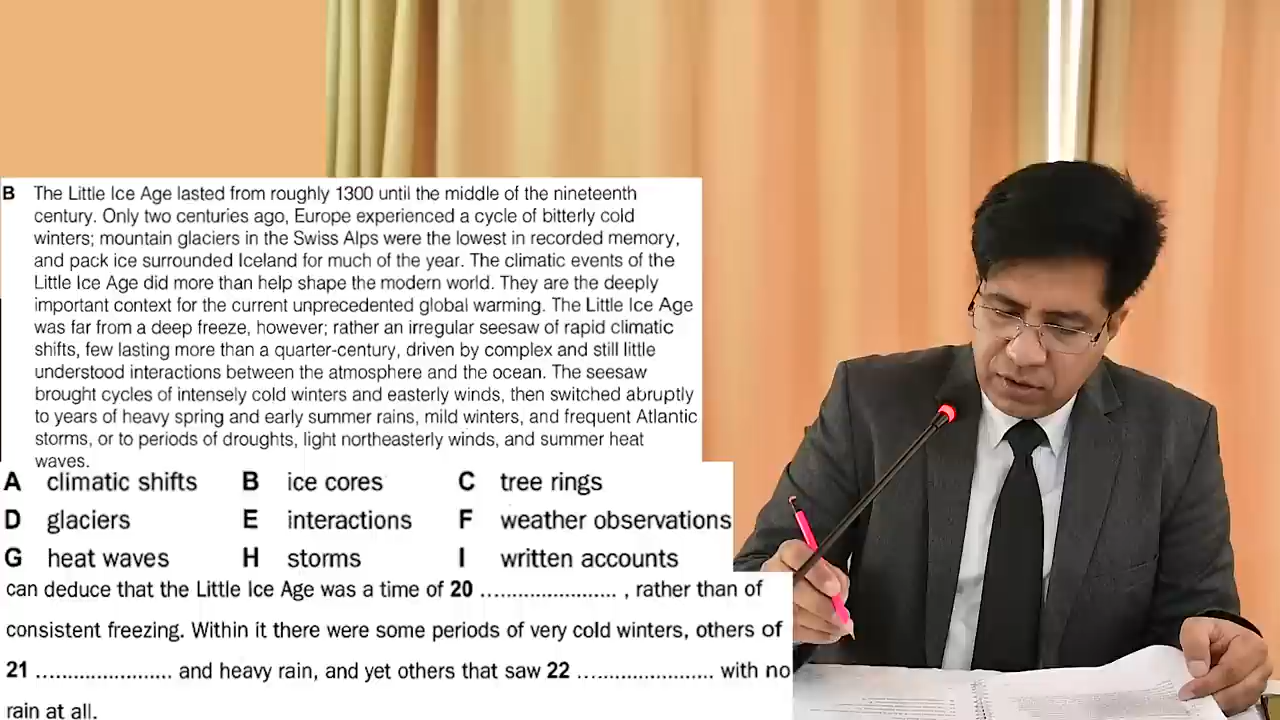 B The Little Ice Age lasted from roughly 1300 until the middle of the nineteenth
century. Only two centuries ago, Europe experienced a cycle of bitterly cold
winters; mountain glaciers in the Swiss Alps were the lowest in recorded memory,
and pack ice surrounded Iceland for much of the year. The climatic events of the
Little Ice Age did more than help shape the modern world. They are the deeply
important context for the current unprecedented global warming. The Little Ice Age
was far from a deep freeze, however; rather an irregular seesaw of rapid climatic
shifts, few lasting more than a quarter-century, driven by complex and still little
understood interactions between the atmosphere and the ocean. The seesaw
brought cycles of intensely cold winters and easterly winds, then switched abruptly
to years of heavy spring and early summer rains, mild winters, and frequent Atlantic
storms, or to periods of droughts, light northeasterly winds, and summer heat
waves.
A climatic shifts B ice cores C tree rings
D glaciers E interactions F weather observations
G heat waves H storms I written accounts
can deduce that the Little Ice Age was a time of 20 ........................ , rather than of
consistent freezing. Within it there were some periods of very cold winters, others of
21 ........................ and heavy rain, and yet others that saw 22 ........................ with no
rain at all.